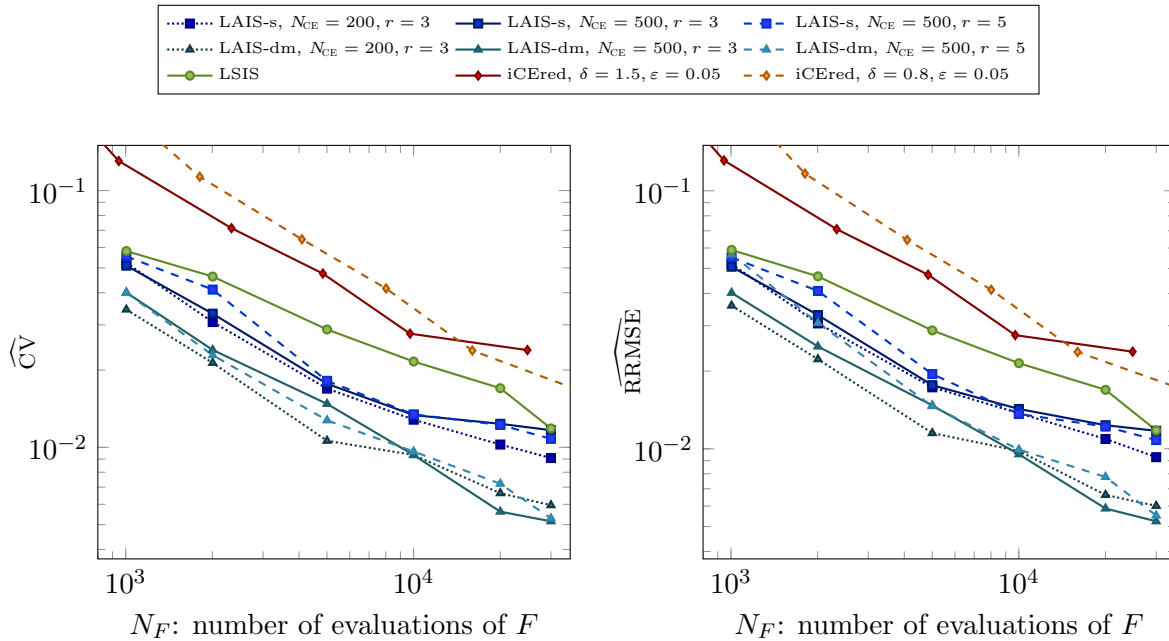 LAIS-s, N_CE = 200, r = 3 LAIS-s, N_CE = 500, r = 3 LAIS-s, N_CE = 500, r = 5
LAIS-dm, N_CE = 200, r = 3 LAIS-dm, N_CE = 500, r = 3 LAIS-dm, N_CE = 500, r = 5
LSIS iCEred, δ = 1.5, ε = 0.05 iCEred, δ = 0.8, ε = 0.05
10^−1
10^−2
10^3 10^4
\widehat{CV}
N_F: number of evaluations of F
10^−1
10^−2
10^3 10^4
\widehat{RRMSE}
N_F: number of evaluations of F